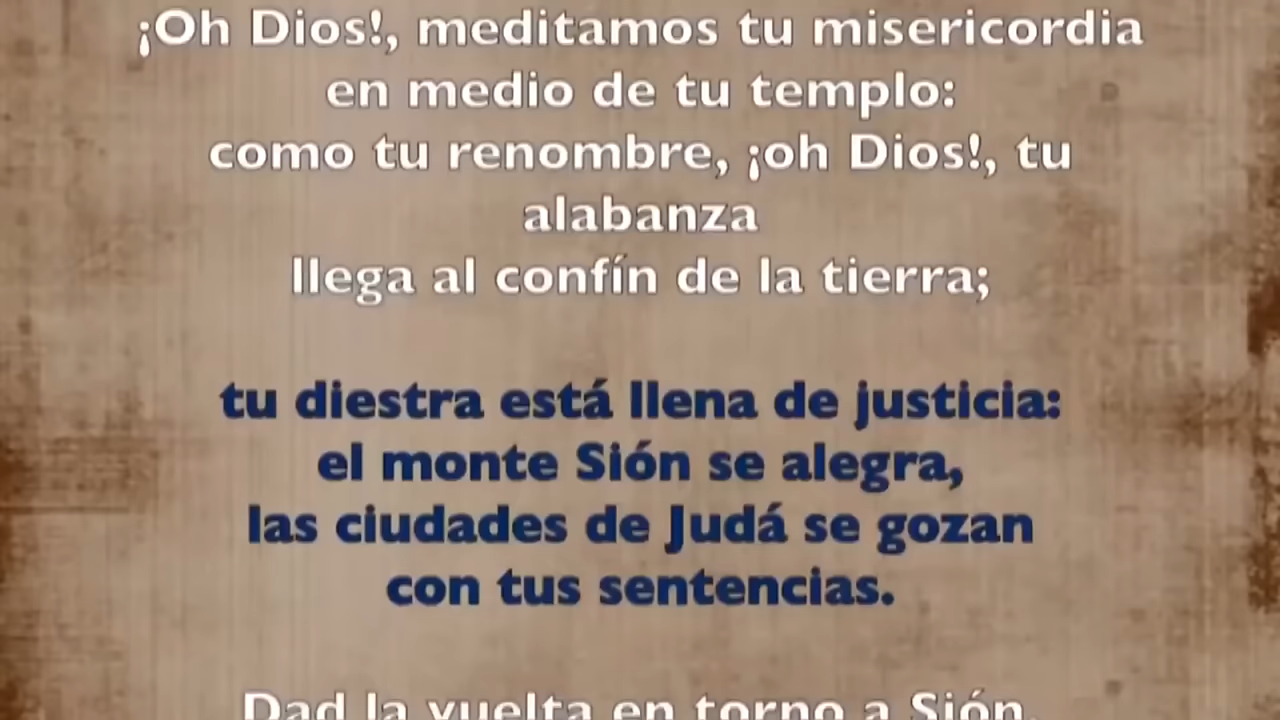 ¡Oh Dios!, meditamos tu misericordia
en medio de tu templo:
como tu renombre, ¡oh Dios!, tu
alabanza
llega al confín de la tierra;
tu diestra está llena de justicia:
el monte Sión se alegra,
las ciudades de Judá se gozan
con tus sentencias.
Dad la vuelta en torno a Sión,